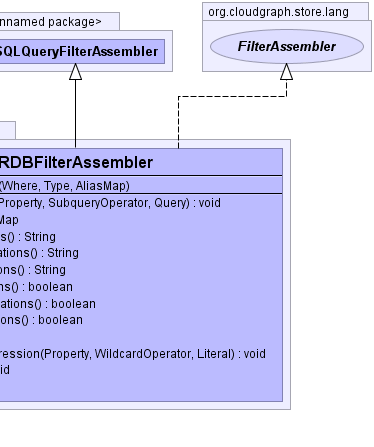 nnamed package>
org.cloudgraph.store.lang
SQLQueryFilterAssembler
FilterAssembler
RDBFilterAssembler
(Where, Type, AliasMap)
Property, SubqueryOperator, Query) : void
Map
s() : String
ations() : String
ons() : String
ns() : boolean
ations() : boolean
ions() : boolean
ression(Property, WildcardOperator, Literal) : void
id